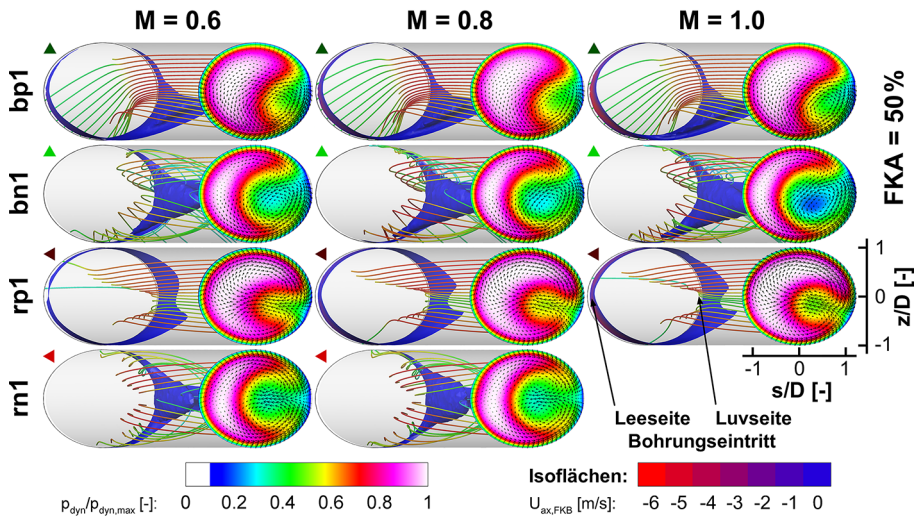 M = 0.6 M = 0.8 M = 1.0
bp1
bn1
rp1
rn1
FKA = 50 %
1
0
-1
z/D [-]
-1 0 1
s/D [-]
Leeseite Luvseite
Bohrungseintritt
0 0.2 0.4 0.6 0.8 1
p_dyn/p_dyn,max [-]:
Isoflächen:
U_ax,FKB [m/s]: -6 -5 -4 -3 -2 -1 0